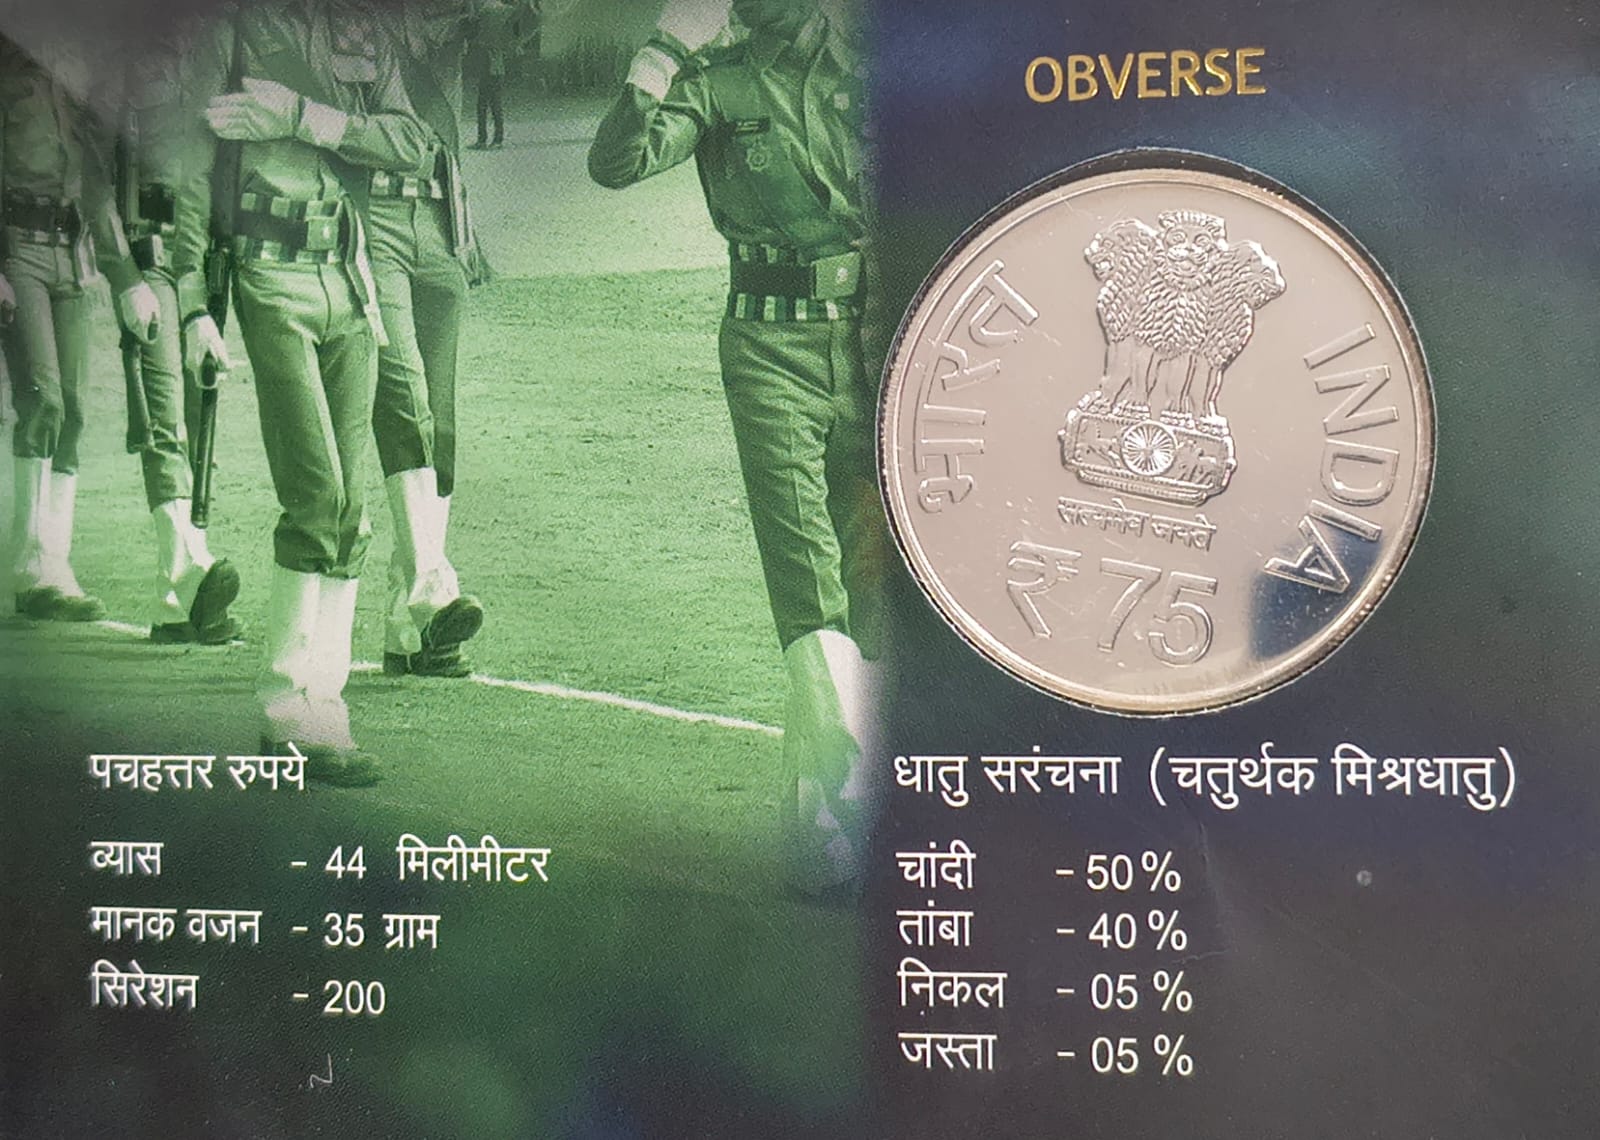 OBVERSE
भारत
INDIA
सत्यमेव जयते
₹ 75
पचहत्तर रुपये
व्यास - 44 मिलीमीटर
मानक वजन - 35 ग्राम
सिरेशन - 200
धातु सरंचना (चतुर्थक मिश्रधातु)
चांदी - 50 %
तांबा - 40 %
निकल - 05 %
जस्ता - 05 %